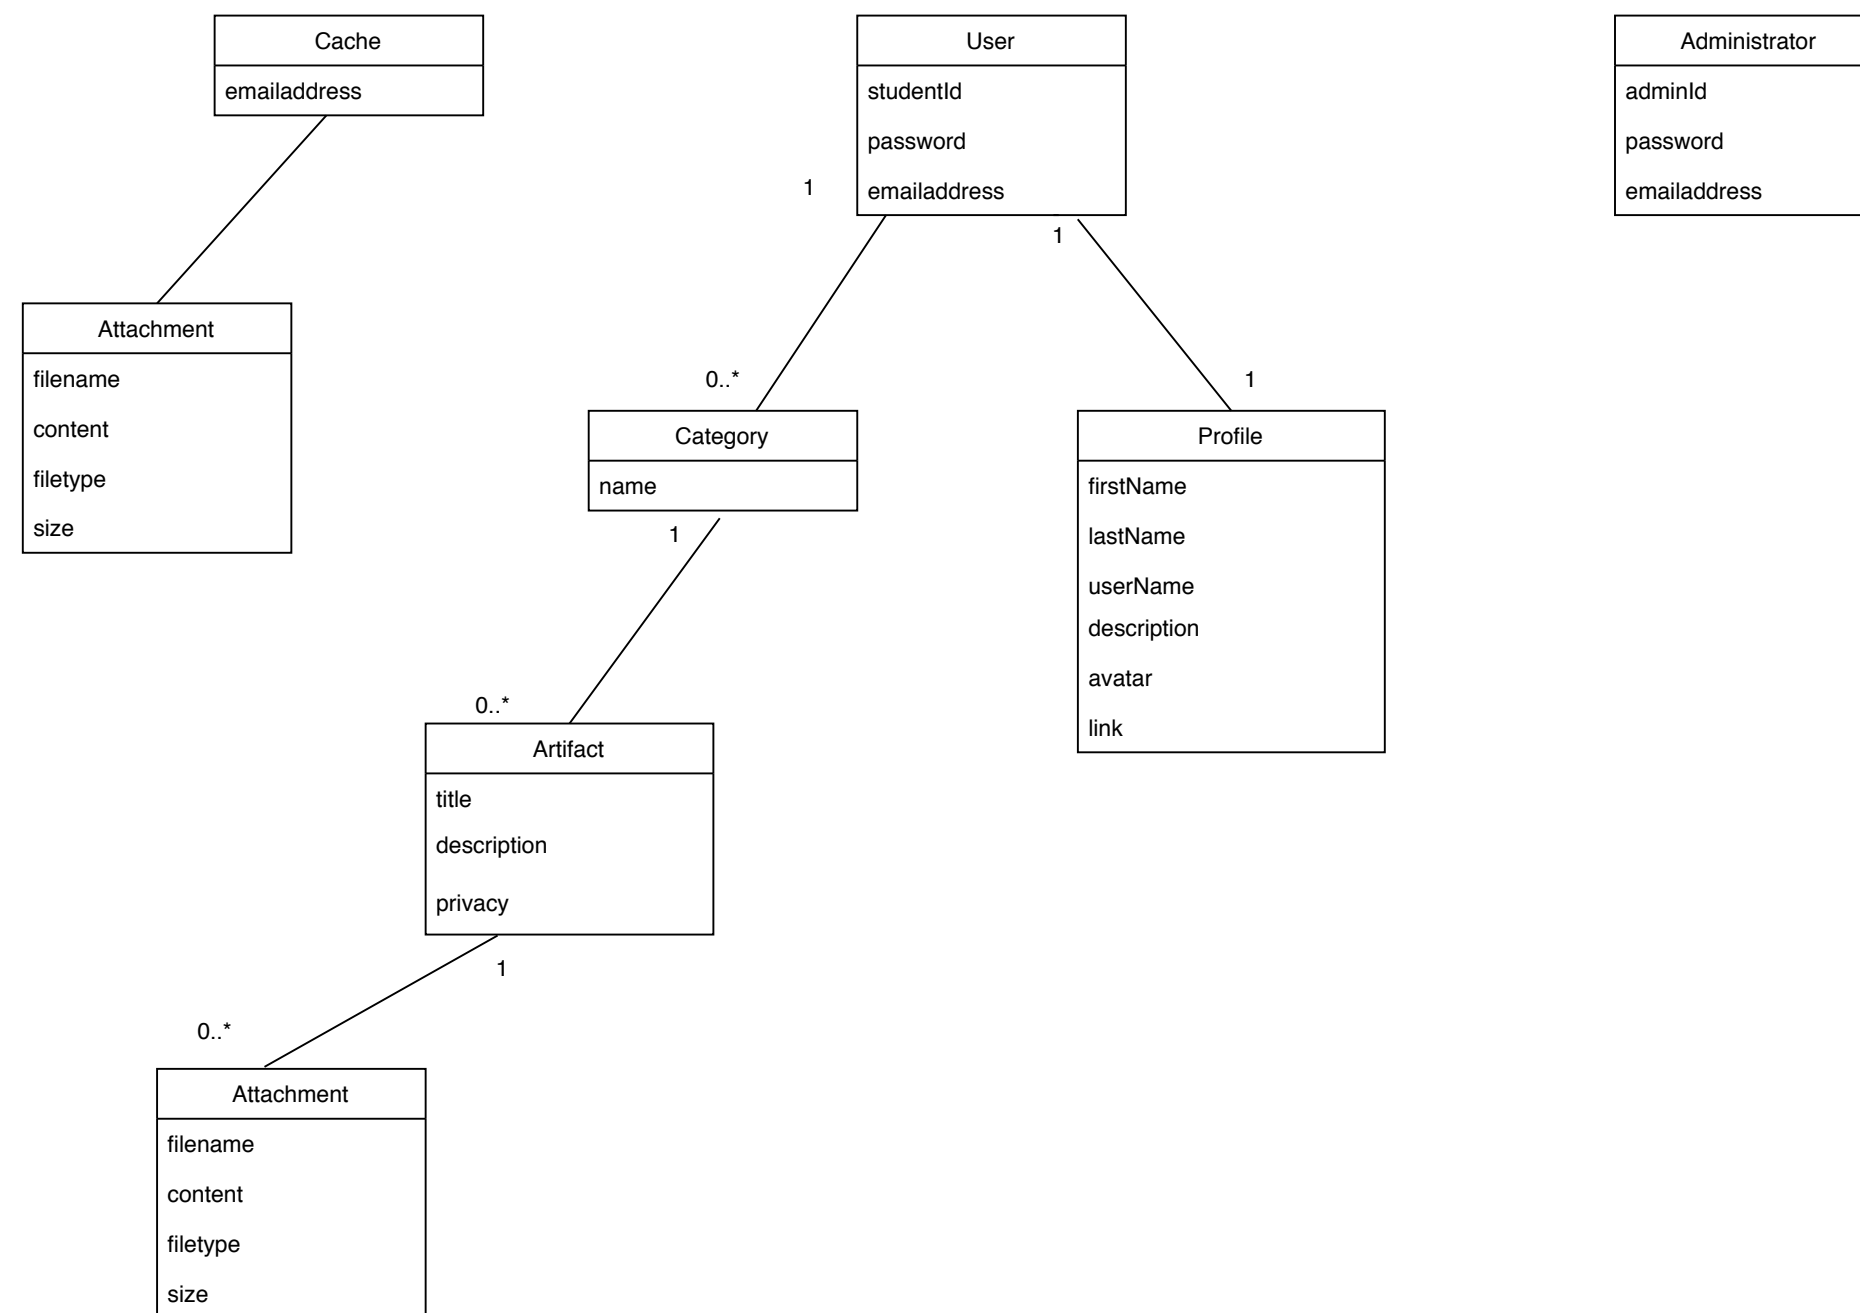 Cache
emailaddress
User
studentId
password
emailaddress
Administrator
adminId
password
emailaddress
1
1
Attachment
filename
content
filetype
size
0..*
1
Category
name
1
Profile
firstName
lastName
userName
description
avatar
link
0..*
Artifact
title
description
privacy
1
0..*
Attachment
filename
content
filetype
size